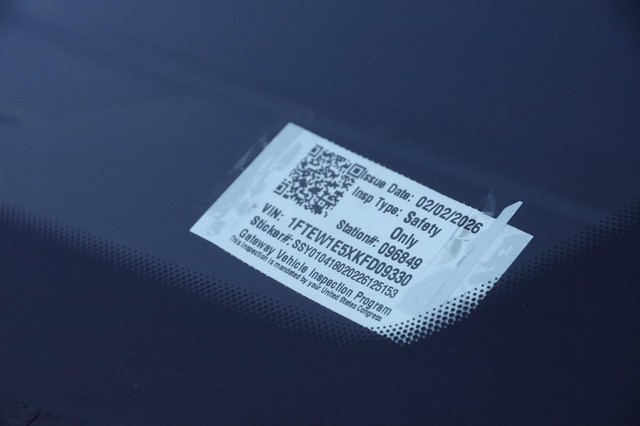 Issue Date: 02/02/2026
Insp Type: Safety
Only
Station#: 096849
VIN: 1FTEW1E5XKFD09330
Sticker#: SSY010418020226125153
Gateway Vehicle Inspection Program
This inspection is mandated by your United States Congress